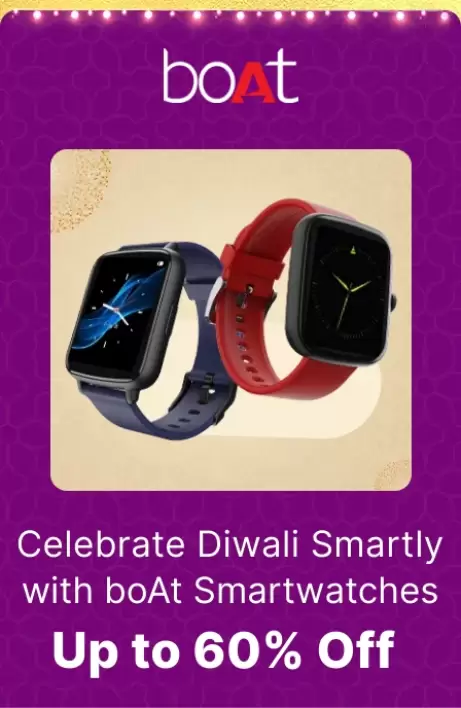 boAt
Celebrate Diwali Smartly
with boAt Smartwatches
Up to 60% Off